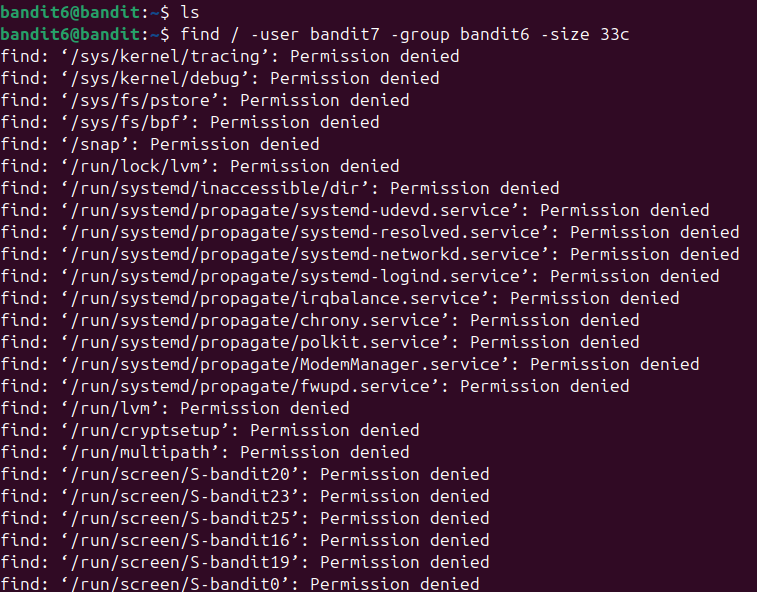 bandit6@bandit:~$ ls
bandit6@bandit:~$ find / -user bandit7 -group bandit6 -size 33c
find: ‘/sys/kernel/tracing’: Permission denied
find: ‘/sys/kernel/debug’: Permission denied
find: ‘/sys/fs/pstore’: Permission denied
find: ‘/sys/fs/bpf’: Permission denied
find: ‘/snap’: Permission denied
find: ‘/run/lock/lvm’: Permission denied
find: ‘/run/systemd/inaccessible/dir’: Permission denied
find: ‘/run/systemd/propagate/systemd-udevd.service’: Permission denied
find: ‘/run/systemd/propagate/systemd-resolved.service’: Permission denied
find: ‘/run/systemd/propagate/systemd-networkd.service’: Permission denied
find: ‘/run/systemd/propagate/systemd-logind.service’: Permission denied
find: ‘/run/systemd/propagate/irqbalance.service’: Permission denied
find: ‘/run/systemd/propagate/chrony.service’: Permission denied
find: ‘/run/systemd/propagate/polkit.service’: Permission denied
find: ‘/run/systemd/propagate/ModemManager.service’: Permission denied
find: ‘/run/systemd/propagate/fwupd.service’: Permission denied
find: ‘/run/lvm’: Permission denied
find: ‘/run/cryptsetup’: Permission denied
find: ‘/run/multipath’: Permission denied
find: ‘/run/screen/S-bandit20’: Permission denied
find: ‘/run/screen/S-bandit23’: Permission denied
find: ‘/run/screen/S-bandit25’: Permission denied
find: ‘/run/screen/S-bandit16’: Permission denied
find: ‘/run/screen/S-bandit19’: Permission denied
find: ‘/run/screen/S-bandit0’: Permission denied